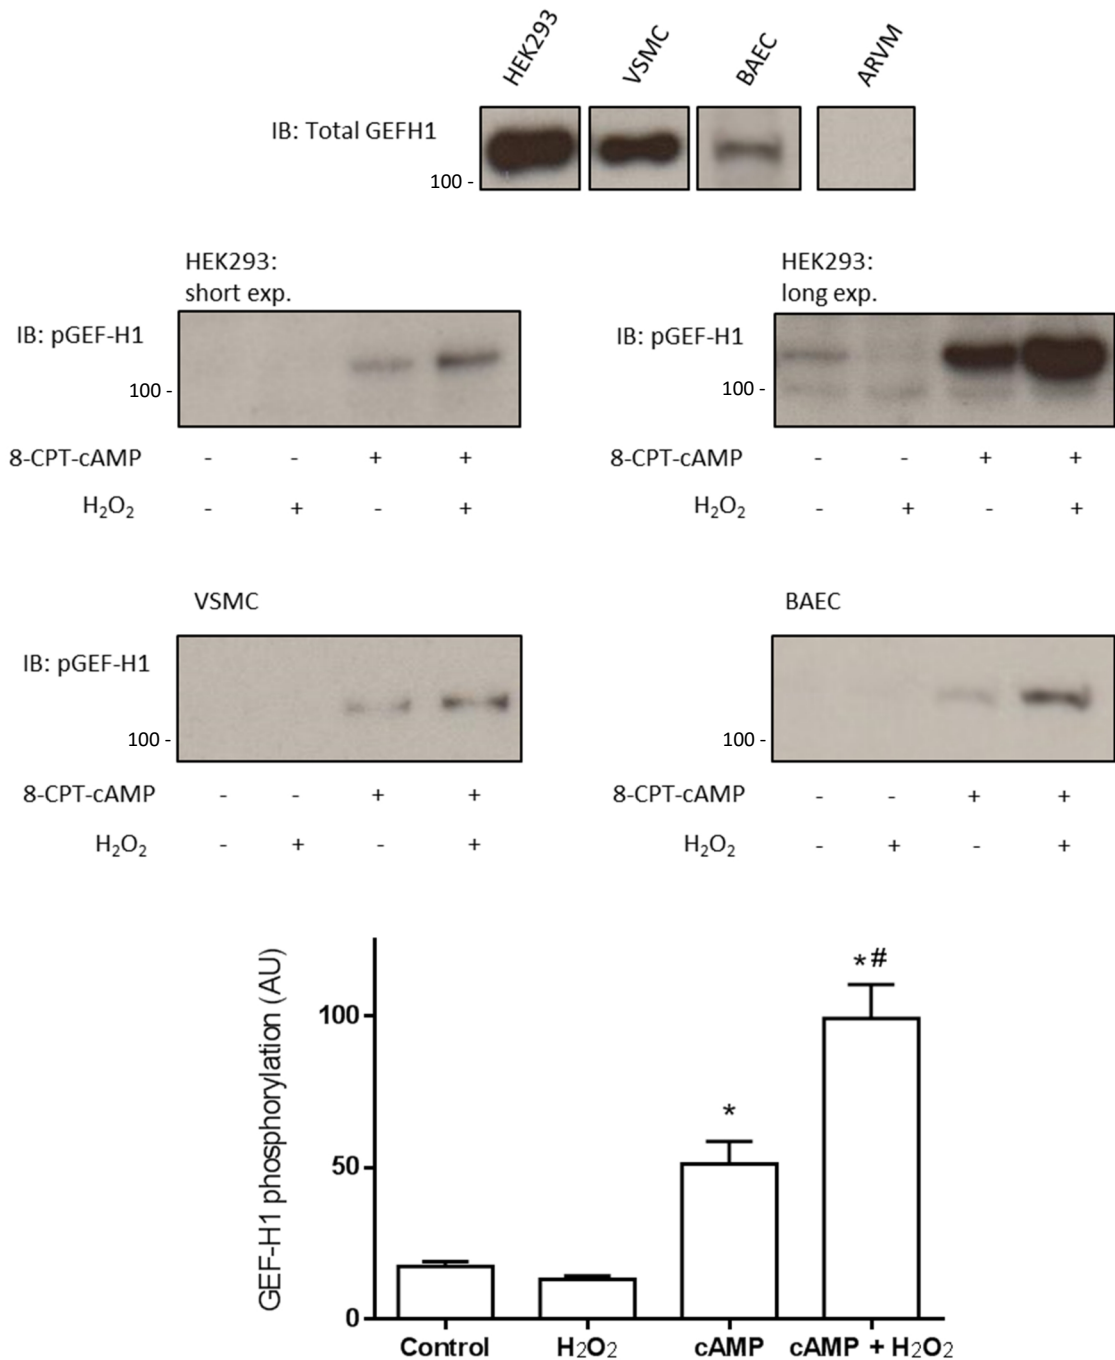 HEK293 VSMC BAEC ARVM
IB: Total GEFH1
100 -
HEK293: HEK293:
short exp. long exp.
IB: pGEF-H1 IB: pGEF-H1
100 - 100 -
8-CPT-cAMP - - + + 8-CPT-cAMP - - + +
H₂O₂ - + - + H₂O₂ - + - +
VSMC BAEC
IB: pGEF-H1
100 - 100 -
8-CPT-cAMP - - + + 8-CPT-cAMP - - + +
H₂O₂ - + - + H₂O₂ - + - +
GEF-H1 phosphorylation (AU)
*#
100
*
50
0
Control H₂O₂ cAMP cAMP + H₂O₂